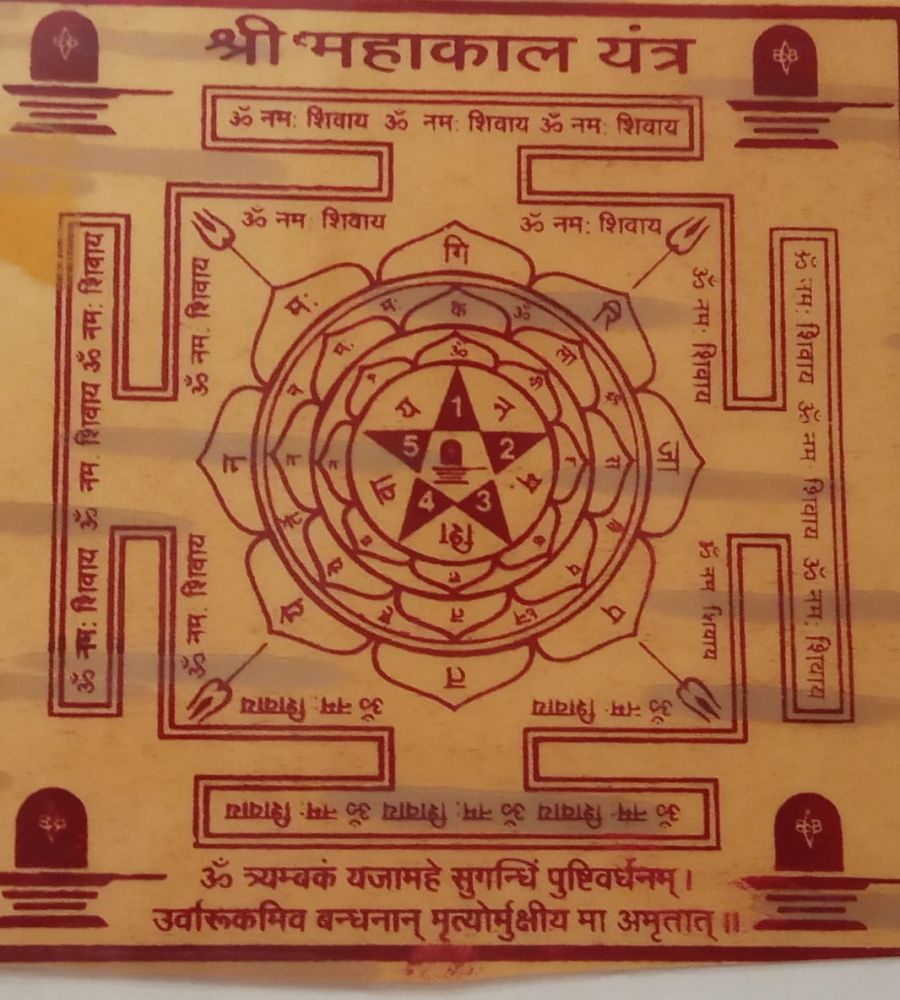 श्री महाकाल यंत्र
ॐ नमः शिवाय ॐ नमः शिवाय ॐ नमः शिवाय
ॐ नम शिवाय
ॐ नमः शिवाय
ॐ नमः शिवाय ॐ नम शिवाय ॐ नमः शिवाय
ॐ नमः शिवाय
ॐ नमः शिवाय
ॐ नमः शिवाय ॐ नम शिवाय ॐ नमः शिवाय
गि
मः
न
जा
प
त्र
कें
ॐ
1
2
3
4
5
य
वा
शि
म
न
ॐ नम शिवाय
ॐ नम शिवाय
ॐ नम शिवाय
ॐ नम शिवाय
ॐ नम शिवाय ॐ नमः शिवाय ॐ नमः शिवाय
ॐ त्र्यम्बकं यजामहे सुगन्धिं पुष्टिवर्धनम्।
उर्वारूकमिव बन्धनान् मृत्योर्मुक्षीय मा अमृतात्॥